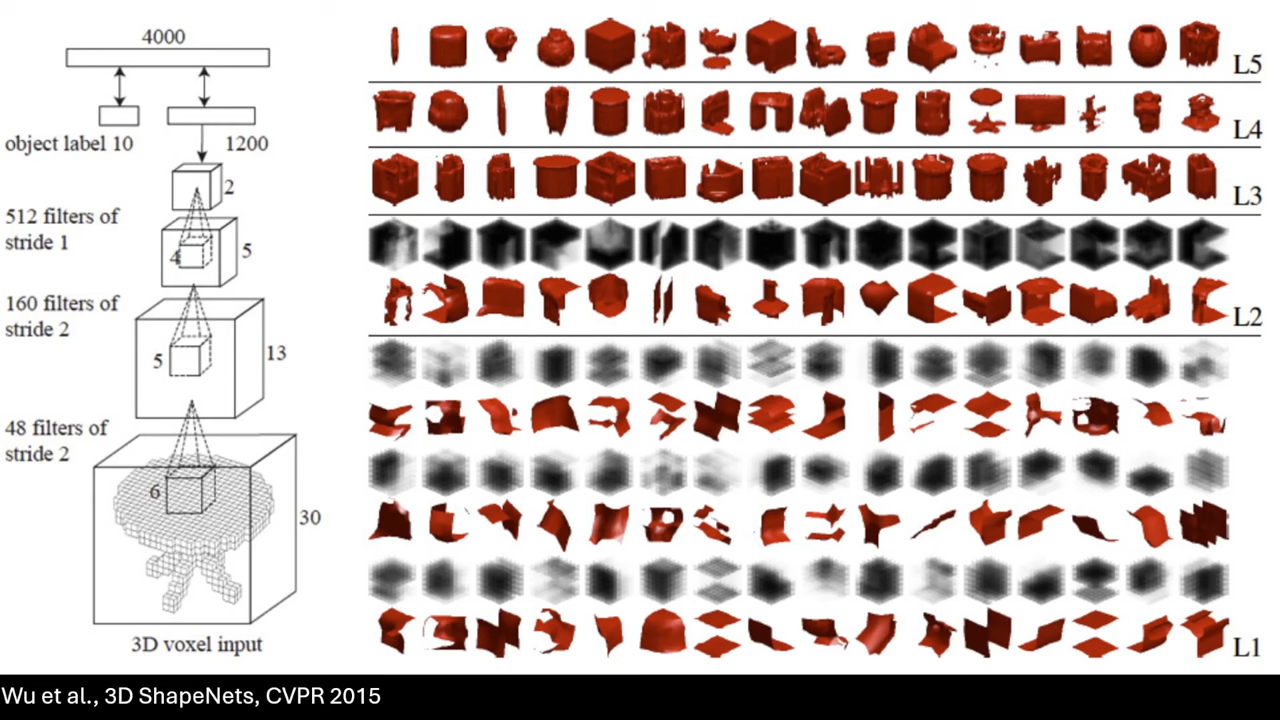 4000
object label 10
1200
2
512 filters of
stride 1
4
5
160 filters of
stride 2
5
13
48 filters of
stride 2
6
30
3D voxel input
L5
L4
L3
L2
L1
Wu et al., 3D ShapeNets, CVPR 2015